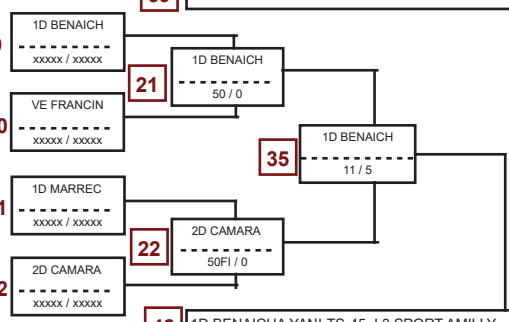 1D BENAICH
xxxxx / xxxxx
21
1D BENAICH
50 / 0
VE FRANCIN
xxxxx / xxxxx
35
1D BENAICH
11 / 5
1D MARREC
xxxxx / xxxxx
22
2D CAMARA
50FI / 0
2D CAMARA
xxxxx / xxxxx